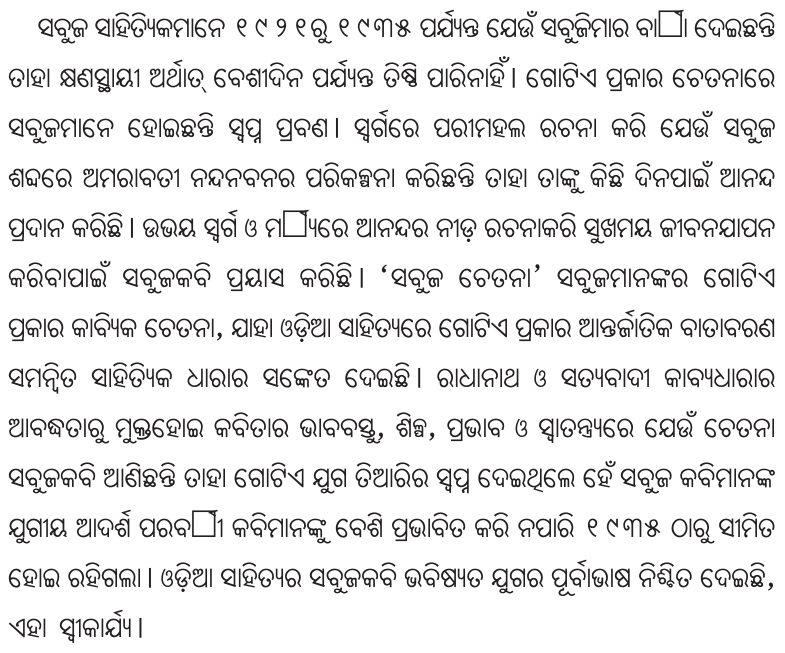 ସବୁଜ ସାହିତ୍ୟିକମାନେ ୧୯୨୧ରୁ ୧୯୩୫ ପର୍ଯ୍ୟନ୍ତ ଯେଉଁ ସବୁଜିମାର ଦେଇଛନ୍ତି
ତାହା କ୍ଷଣସ୍ଥାୟୀ ଅର୍ଥାତ୍ ବେଶୀଦିନ ପର୍ଯ୍ୟନ୍ତ ତିଷ୍ଠି ପାରିନାହିଁ। ଗୋଟିଏ ପ୍ରକାର ଚେତନାରେ
ସବୁଜମାନେ ହୋଇଛନ୍ତି ସ୍ୱପ୍ନ ପ୍ରବଣ। ସ୍ୱର୍ଗରେ ପରୀମହଲ ରଚନା କରି ଯେଉଁ ସବୁଜ
ଶବ୍ଦରେ ଅମରାବତୀ ନନ୍ଦନବନର ପରିକଳ୍ପନା କରିଛନ୍ତି ତାହା ତାଙ୍କୁ କିଛି ଦିନପାଇଁ ଆନନ୍ଦ
ପ୍ରଦାନ କରିଛି। ଉଭୟ ସ୍ୱର୍ଗ ଓ ଆନନ୍ଦର ନୀଡ଼ ରଚନାକରି ସୁଖମୟ ଜୀବନଯାପନ
କରିବାପାଇଁ ସବୁଜକବି ପ୍ରୟାସ କରିଛି। ‘ସବୁଜ ଚେତନା’ ସବୁଜମାନଙ୍କର ଗୋଟିଏ
ପ୍ରକାର କାବ୍ୟିକ ଚେତନା, ଯାହା ଓଡ଼ିଆ ସାହିତ୍ୟରେ ଗୋଟିଏ ପ୍ରକାର ଆନ୍ତର୍ଜାତିକ ବାତାବରଣ
ସମନ୍ୱିତ ସାହିତ୍ୟିକ ଧାରାର ସଙ୍କେତ ଦେଇଛି। ରାଧାନାଥ ଓ ସତ୍ୟବାଦୀ କାବ୍ୟଧାରାର
ଆବଦ୍ଧତାରୁ ମୁକ୍ତହୋଇ କବିତାର ଭାବବସ୍ତୁ, ଶିଳ୍ପ, ପ୍ରଭାବ ଓ ସ୍ୱାତନ୍ତ୍ର୍ୟରେ ଯେଉଁ ଚେତନା
ସବୁଜକବି ଆଣିଛନ୍ତି ତାହା ଗୋଟିଏ ଯୁଗ ତିଆରିର ସ୍ୱପ୍ନ ଦେଇଥିଲେ ହେଁ ସବୁଜ କବିମାନଙ୍କ
ଯୁଗୀୟ ଆଦର୍ଶ କବିମାନଙ୍କୁ ବେଶି ପ୍ରଭାବିତ କରି ନପାରି ୧୯୩୫ ଠାରୁ ସୀମିତ
ହୋଇ ରହିଗଲା। ଓଡ଼ିଆ ସାହିତ୍ୟର ସବୁଜକବି ଭବିଷ୍ୟତ ଯୁଗର ପୂର୍ବାଭାଷ ନିଶ୍ଚିତ ଦେଇଛି,
ଏହା ସ୍ୱୀକାର୍ଯ୍ୟ।